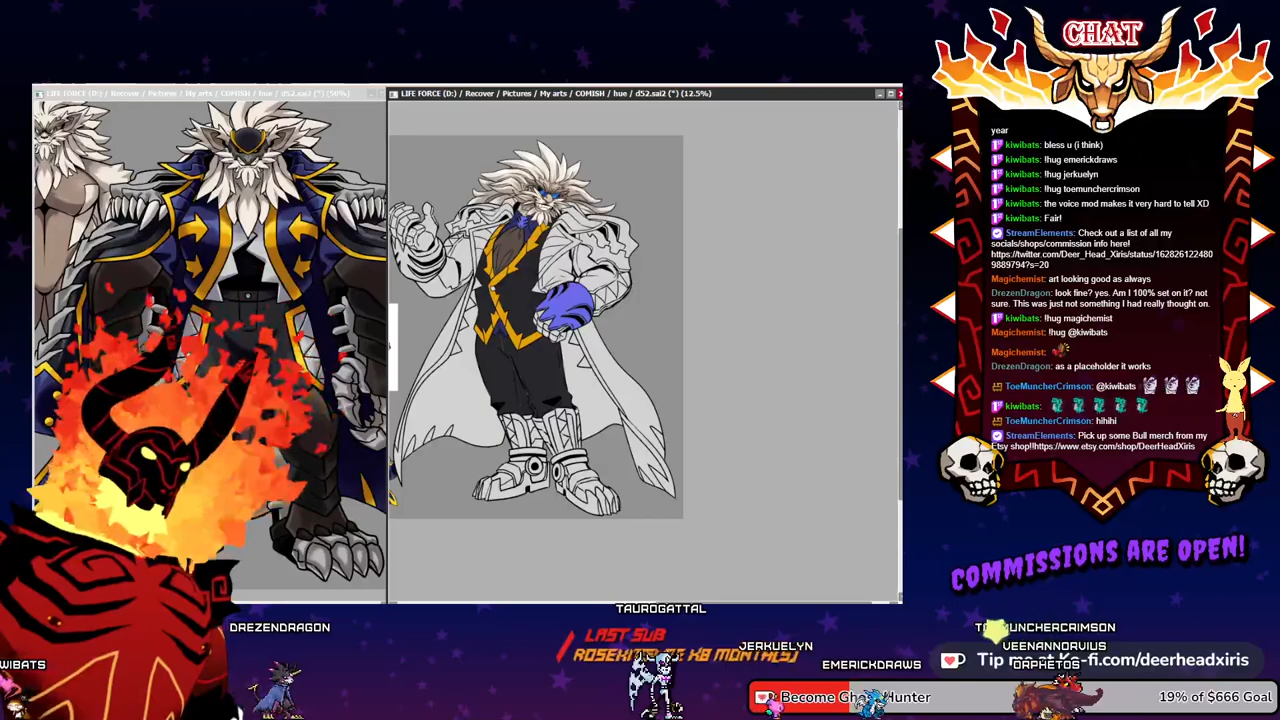 LIFE FORCE (D:) / Recover / Pictures / My arts / COMISH / hue / d52.sai2 (*) (50%)
LIFE FORCE (D:) / Recover / Pictures / My arts / COMISH / hue / d52.sai2 (*) (12.5%)
CHAT
year
kiwibats: bless u (i think)
kiwibats: !hug emerickdraws
kiwibats: !hug jerkuelyn
kiwibats: !hug toemunchercrimson
kiwibats: the voice mod makes it very hard to tell XD
kiwibats: Fair!
StreamElements: Check out a list of all my
socials/shops/commission info here!
https://twitter.com/Deer_Head_Xiris/status/162826122480
9889794?s=20
Magichemist: art looking good as always
DrezenDragon: look fine? yes. Am I 100% set on it? not
sure. This was just not something I had really thought on.
kiwibats: !hug magichemist
Magichemist: !hug @kiwibats
Magichemist:
DrezenDragon: as a placeholder it works
ToeMuncherCrimson: @kiwibats
kiwibats:
ToeMuncherCrimson: hihihi
StreamElements: Pick up some Bull merch from my
Etsy shop!!https://www.etsy.com/shop/DeerHeadXiris
COMMISSIONS ARE OPEN!
TAUROGATTAL
DREZENDRAGON
LAST SUB
JERKUELYN
EMERICKDRAWS
VEENANNORVIUS
ORPHETOS
WIBATS
Tip me at Ko-fi.com/deerheadxiris
Hunter
19% of $666 Goal